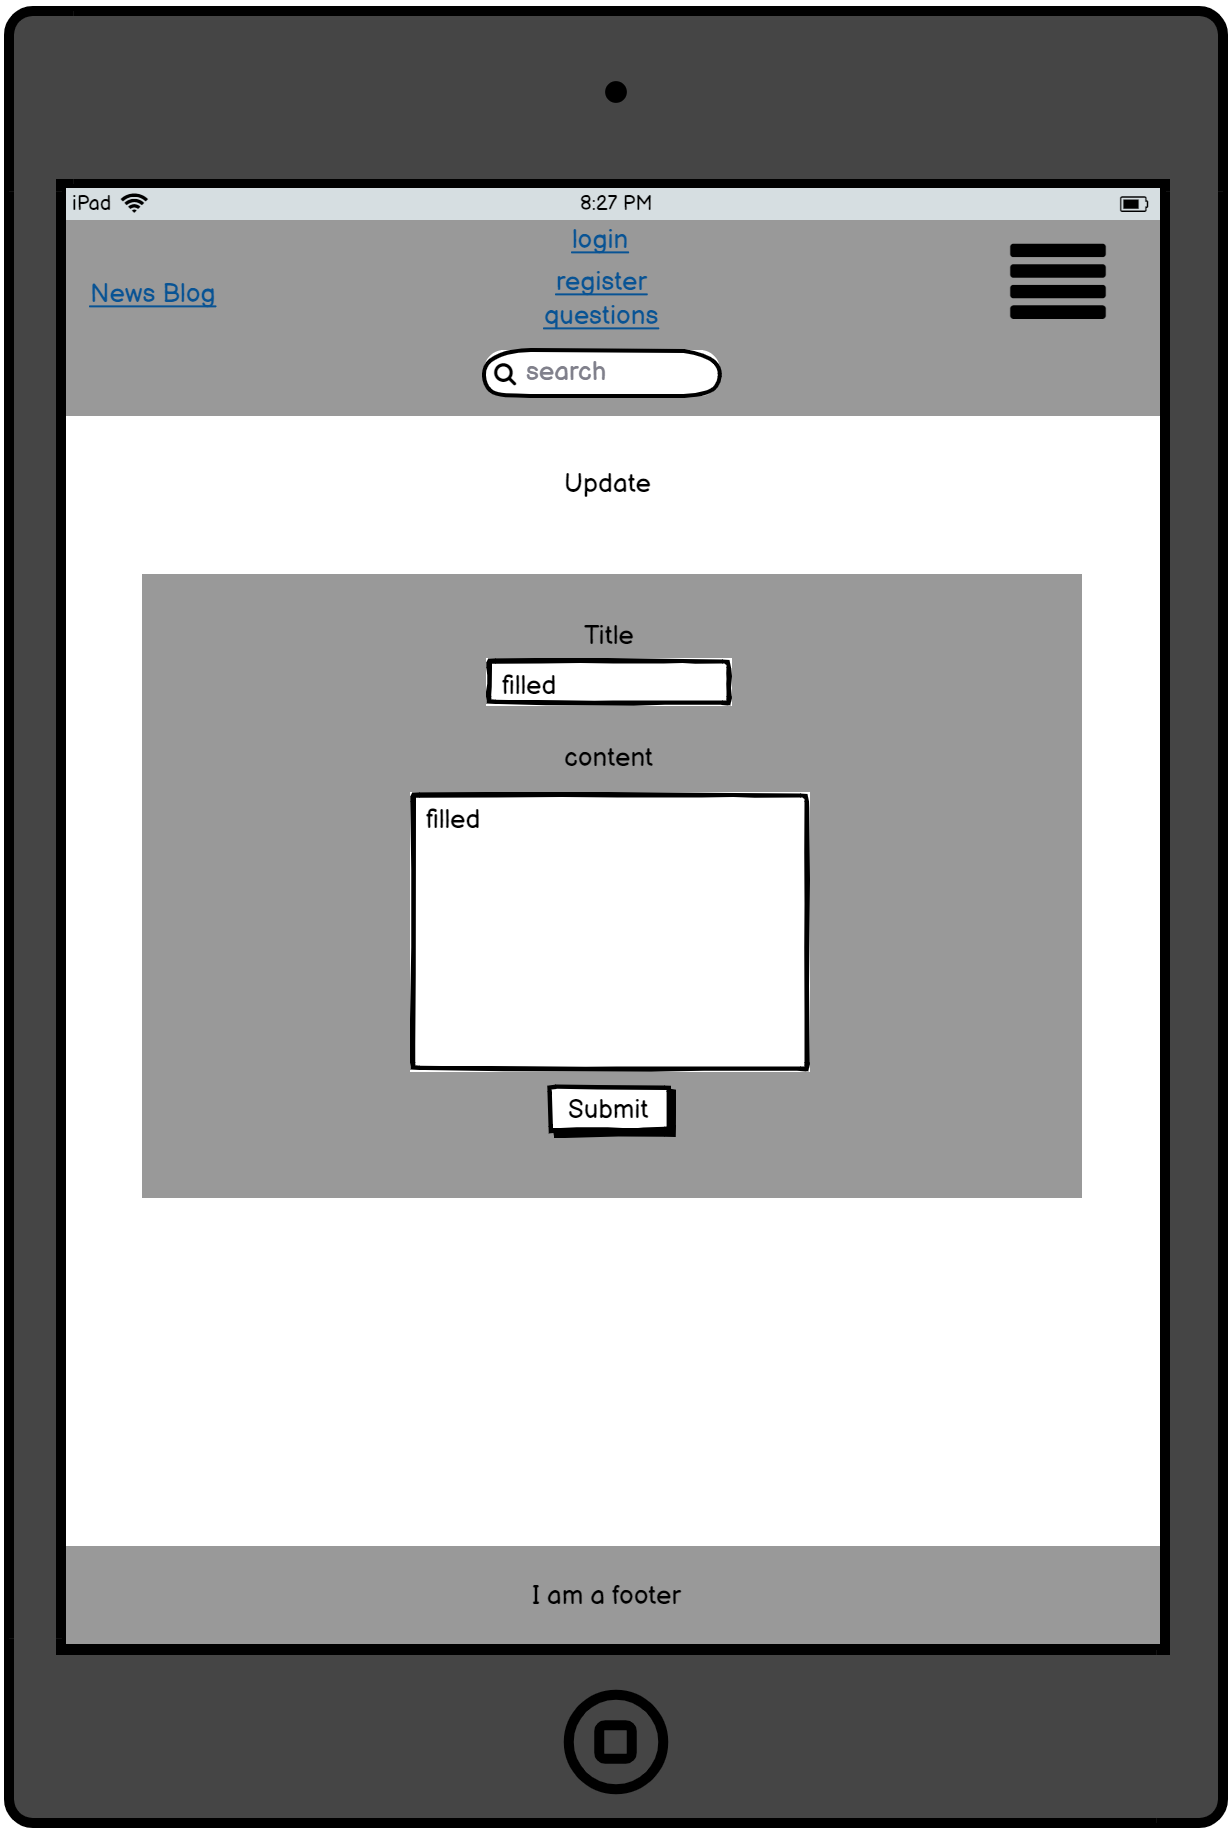 iPad 8:27 PM
login
News Blog
register
questions
search
Update
Title
filled
content
filled
Submit
I am a footer